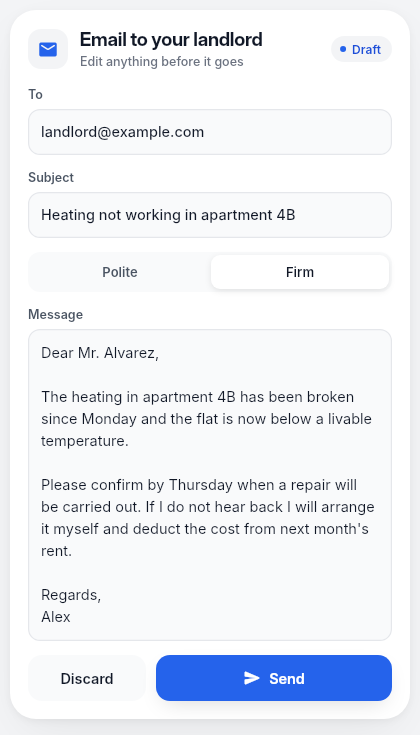 Email to your landlord
Edit anything before it goes
Draft
To
landlord@example.com
Subject
Heating not working in apartment 4B
Polite
Firm
Message
Dear Mr. Alvarez,
The heating in apartment 4B has been broken
since Monday and the flat is now below a livable
temperature.
Please confirm by Thursday when a repair will
be carried out. If I do not hear back I will arrange
it myself and deduct the cost from next month's
rent.
Regards,
Alex
Discard
Send